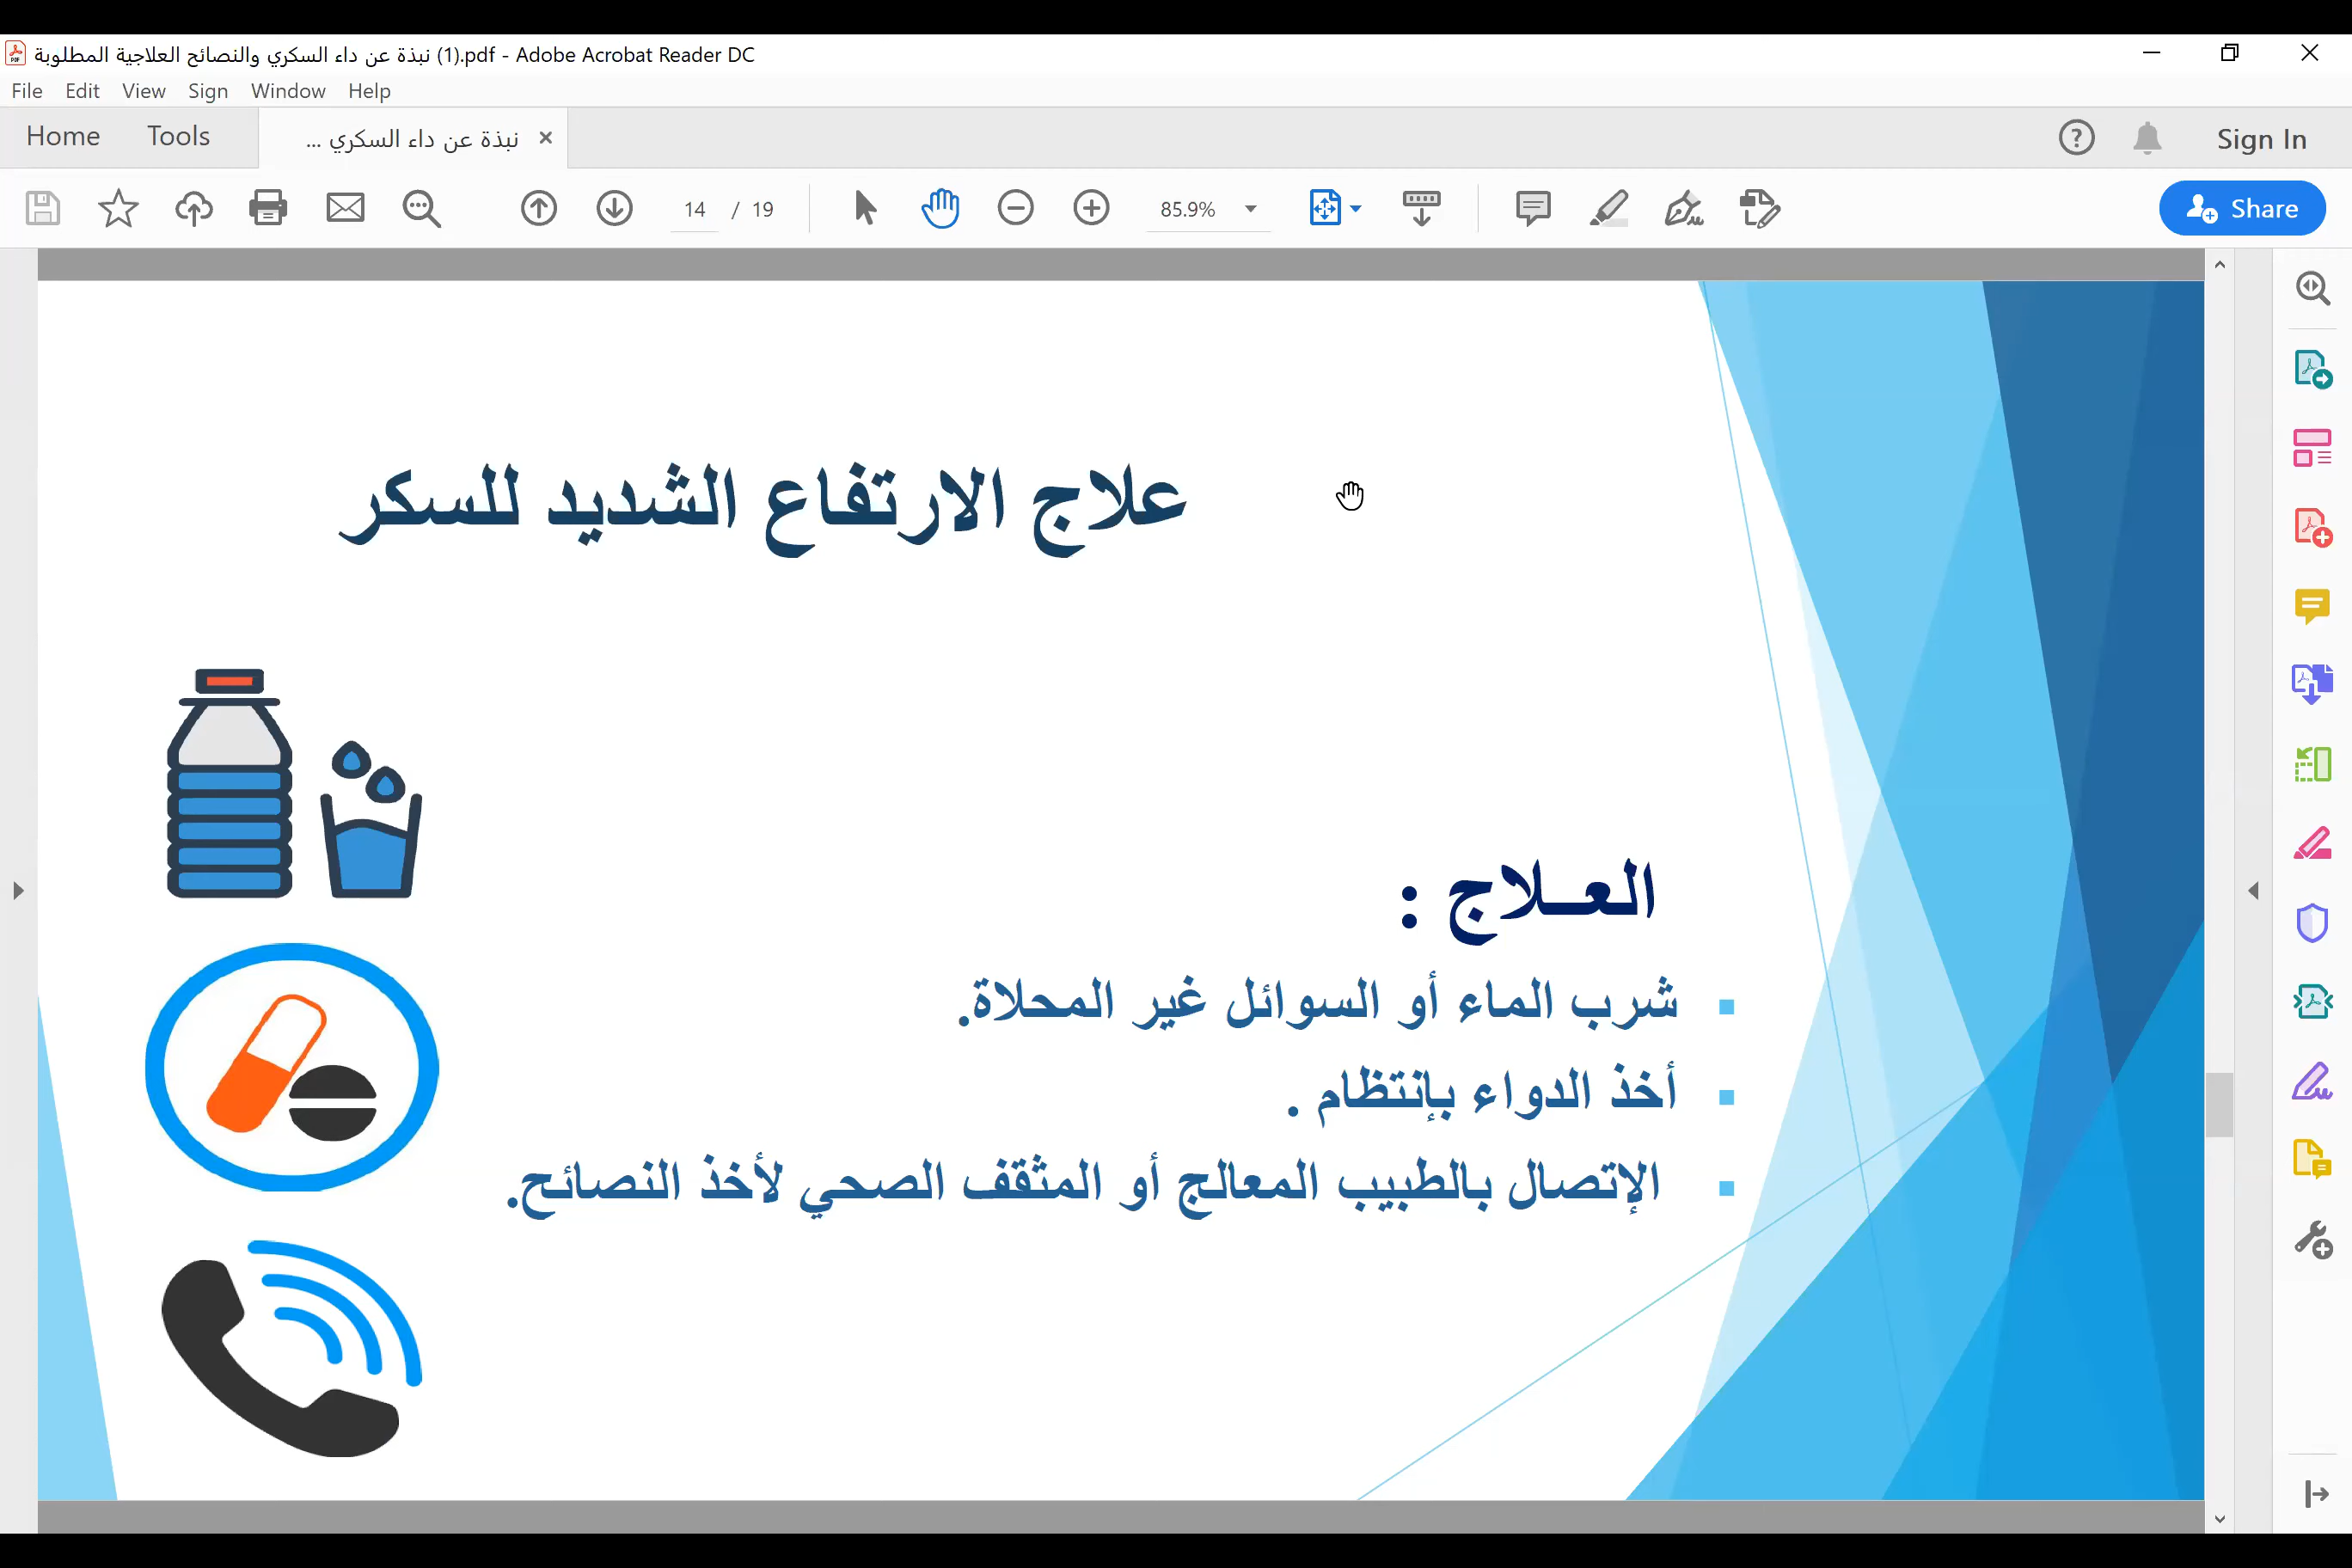 نبذة عن داء السكري والنصائح العلاجية المطلوبة (1).pdf - Adobe Acrobat Reader DC
File Edit View Sign Window Help
Home Tools نبذة عن داء السكري ... × Sign In
14 / 19 85.9% Share
علاج الارتفاع الشديد للسكر
العـــلاج :
شرب الماء أو السوائل غير المحلاة.
أخذ الدواء بإنتظام .
الإتصال بالطبيب المعالج أو المثقف الصحي لأخذ النصائح.